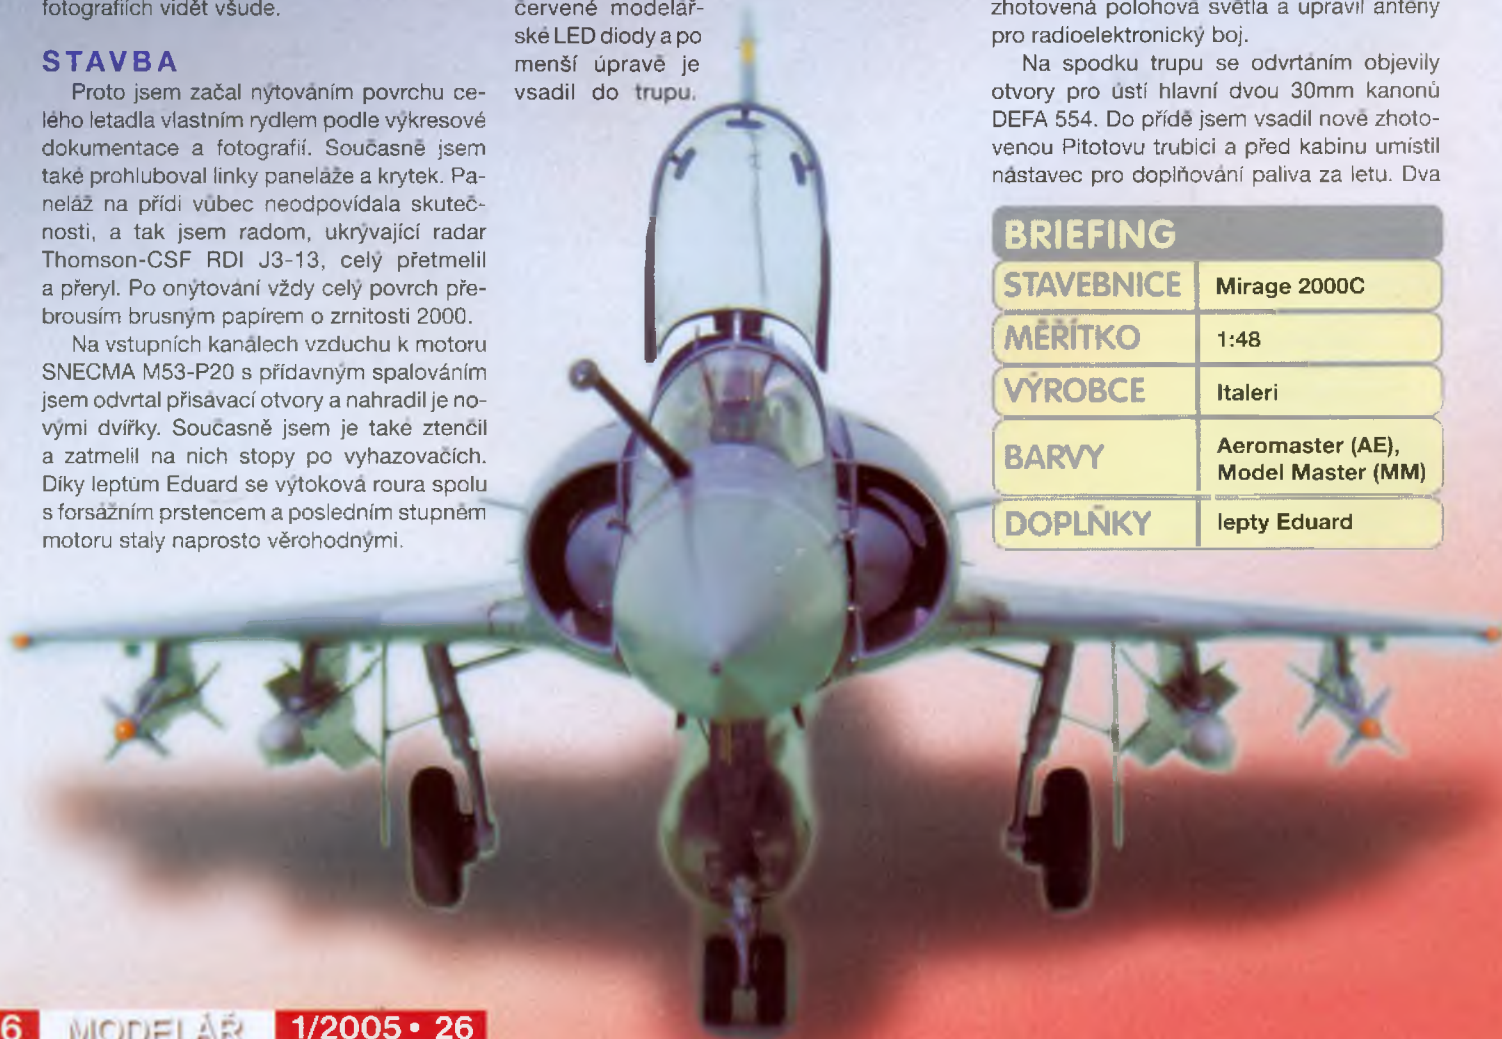 fotografiích vidět všude.
STAVBA
Proto jsem začal nýtováním povrchu ce-
lého letadla vlastním rydlem podle výkresové
dokumentace a fotografií. Současně jsem
také prohluboval linky paneláže a krytek. Pa-
neláž na přídi vůbec neodpovídala skuteč-
nosti, a tak jsem radom, ukrývající radar
Thomson-CSF RDI J3-13, celý přetmelil
a přeryl. Po onýtování vždy celý povrch pře-
brousím brusným papírem o zrnitosti 2000.
Na vstupních kanálech vzduchu k motoru
SNECMA M53-P20 s přídavným spalováním
jsem odvrtal přisávací otvory a nahradil je no-
vými dvířky. Současně jsem je také ztenčil
a zatmelil na nich stopy po vyhazovačích.
Díky leptům Eduard se výtoková roura spolu
s forsážním prstencem a posledním stupněm
motoru staly naprosto věrohodnými.
červené modelář-
ské LED diody a po
menší úpravě je
vsadil do trupu.
zhotovená polohová světla a upravil antény
pro radioelektronický boj.
Na spodku trupu se odvrtáním objevily
otvory pro ústí hlavní dvou 30mm kanonů
DEFA 554. Do přídě jsem vsadil nově zhoto-
venou Pitotovu trubici a před kabinu umístil
nástavec pro doplňování paliva za letu. Dva
BRIEFING
STAVEBNICE Mirage 2000C
MĚŘÍTKO 1:48
VÝROBCE Italeri
BARVY Aeromaster (AE),
Model Master (MM)
DOPLŇKY lepty Eduard
6 MODELÁŘ 1/2005 • 26